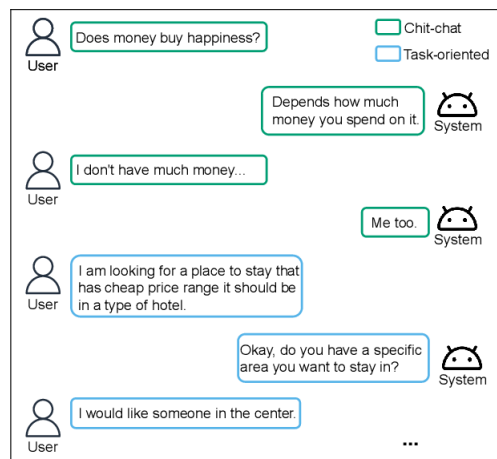 Chit-chat
Task-oriented
Does money buy happiness?
User
Depends how much
money you spend on it.
System
I don't have much money...
User
Me too.
System
I am looking for a place to stay that
has cheap price range it should be
in a type of hotel.
User
Okay, do you have a specific
area you want to stay in?
System
I would like someone in the center.
User
...